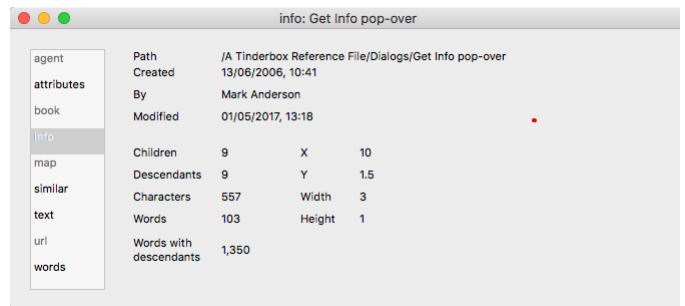 info: Get Info pop-over
agent
attributes
book
info
map
similar
text
url
words
Path /A Tinderbox Reference File/Dialogs/Get Info pop-over
Created 13/06/2006, 10:41
By Mark Anderson
Modified 01/05/2017, 13:18
Children 9 X 10
Descendants 9 Y 1.5
Characters 557 Width 3
Words 103 Height 1
Words with
descendants 1,350